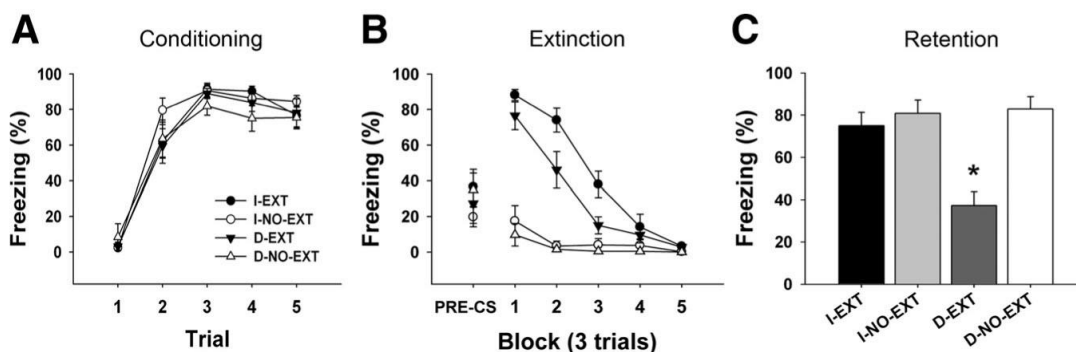 A
Conditioning
Freezing (%)
100
80
60
40
20
0
I-EXT
I-NO-EXT
D-EXT
D-NO-EXT
1 2 3 4 5
Trial
B
Extinction
Freezing (%)
100
80
60
40
20
0
PRE-CS 1 2 3 4 5
Block (3 trials)
C
Retention
Freezing (%)
100
80
60
40
20
0
*
I-EXT
I-NO-EXT
D-EXT
D-NO-EXT